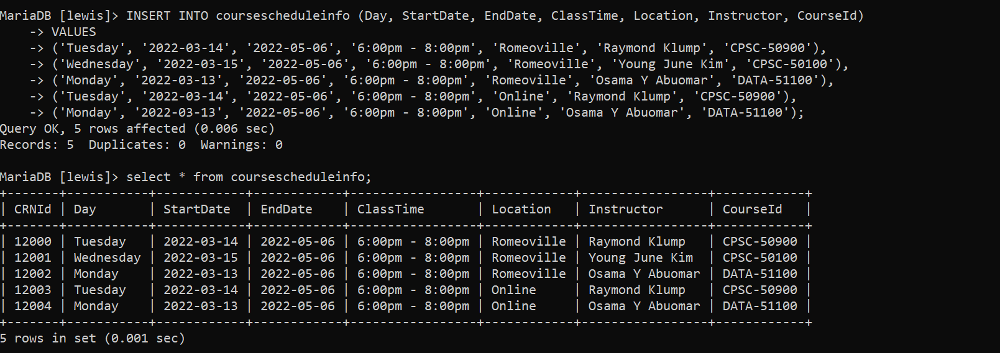 MariaDB [lewis]> INSERT INTO coursescheduleinfo (Day, StartDate, EndDate, ClassTime, Location, Instructor, CourseId)
    -> VALUES
    -> ('Tuesday', '2022-03-14', '2022-05-06', '6:00pm - 8:00pm', 'Romeoville', 'Raymond Klump', 'CPSC-50900'),
    -> ('Wednesday', '2022-03-15', '2022-05-06', '6:00pm - 8:00pm', 'Romeoville', 'Young June Kim', 'CPSC-50100'),
    -> ('Monday', '2022-03-13', '2022-05-06', '6:00pm - 8:00pm', 'Romeoville', 'Osama Y Abuomar', 'DATA-51100'),
    -> ('Tuesday', '2022-03-14', '2022-05-06', '6:00pm - 8:00pm', 'Online', 'Raymond Klump', 'CPSC-50900'),
    -> ('Monday', '2022-03-13', '2022-05-06', '6:00pm - 8:00pm', 'Online', 'Osama Y Abuomar', 'DATA-51100');
Query OK, 5 rows affected (0.006 sec)
Records: 5  Duplicates: 0  Warnings: 0

MariaDB [lewis]> select * from coursescheduleinfo;
+-------+-----------+------------+------------+-----------------+------------+-----------------+------------+
| CRNId | Day       | StartDate  | EndDate    | ClassTime       | Location   | Instructor      | CourseId   |
+-------+-----------+------------+------------+-----------------+------------+-----------------+------------+
| 12000 | Tuesday   | 2022-03-14 | 2022-05-06 | 6:00pm - 8:00pm | Romeoville | Raymond Klump   | CPSC-50900 |
| 12001 | Wednesday | 2022-03-15 | 2022-05-06 | 6:00pm - 8:00pm | Romeoville | Young June Kim  | CPSC-50100 |
| 12002 | Monday    | 2022-03-13 | 2022-05-06 | 6:00pm - 8:00pm | Romeoville | Osama Y Abuomar | DATA-51100 |
| 12003 | Tuesday   | 2022-03-14 | 2022-05-06 | 6:00pm - 8:00pm | Online     | Raymond Klump   | CPSC-50900 |
| 12004 | Monday    | 2022-03-13 | 2022-05-06 | 6:00pm - 8:00pm | Online     | Osama Y Abuomar | DATA-51100 |
+-------+-----------+------------+------------+-----------------+------------+-----------------+------------+
5 rows in set (0.001 sec)